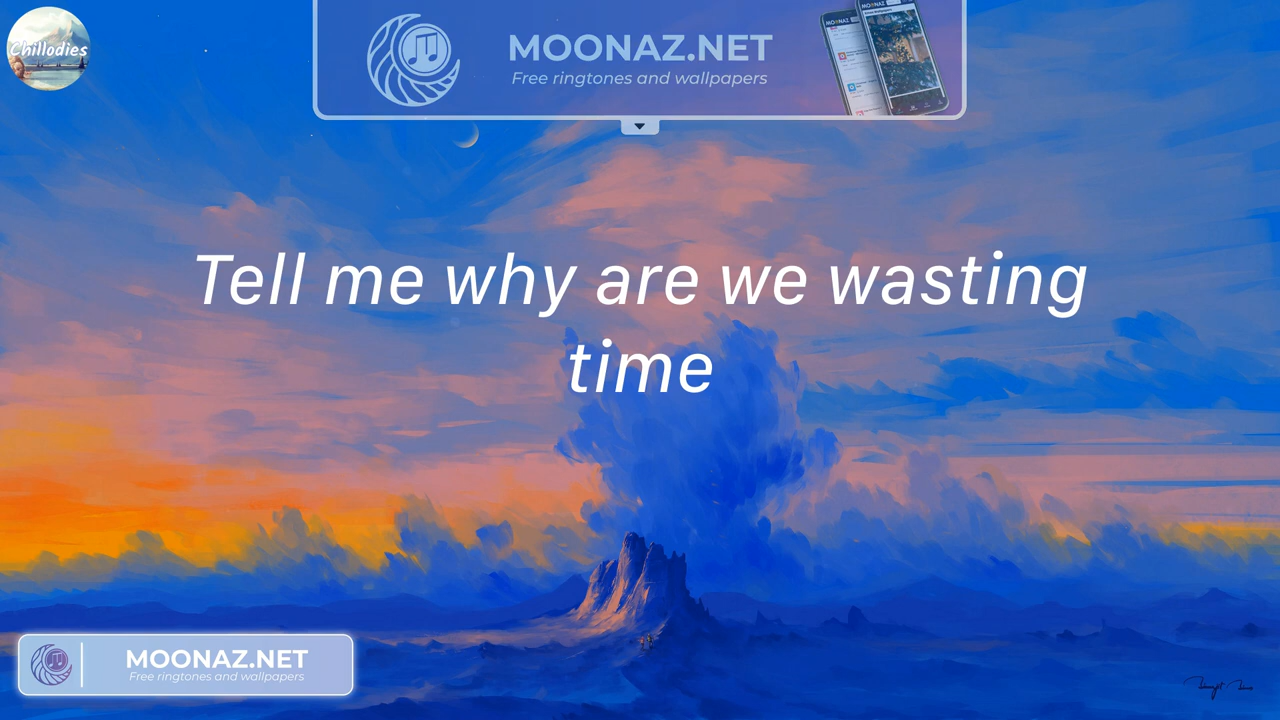 Chillodies
MOONAZ.NET
Free ringtones and wallpapers
Tell me why are we wasting
time
MOONAZ.NET
Free ringtones and wallpapers